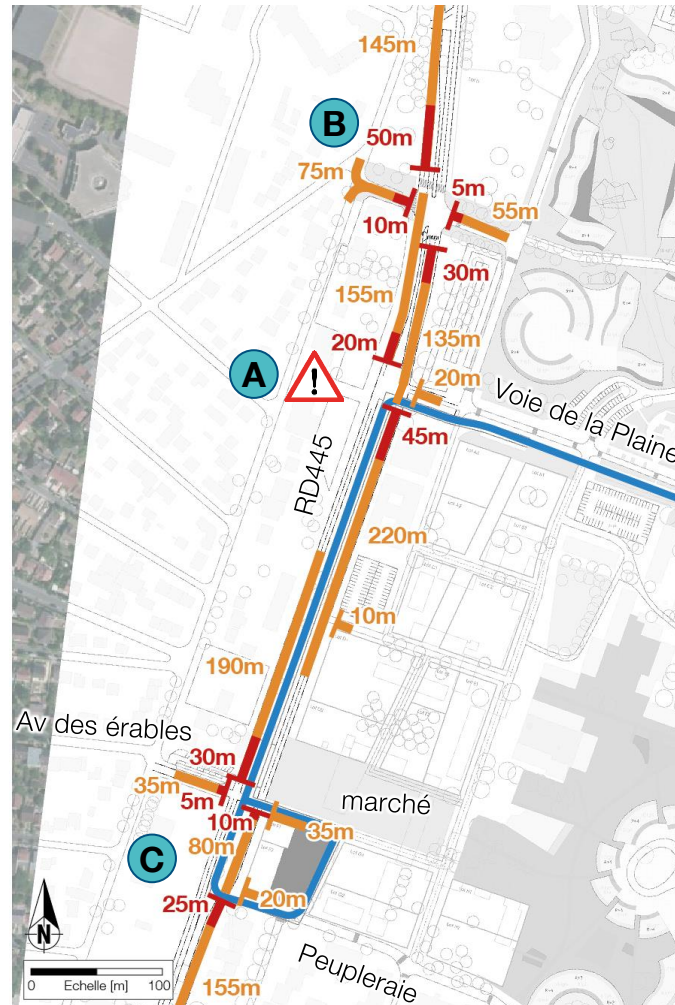 145m
B
50m
75m
5m
10m
55m
30m
155m
135m
20m
A
!
20m
Voie de la Plaine
45m
RD445
220m
10m
190m
Av des érables
30m
35m
5m
marché
10m
35m
80m
C
20m
25m
N
0 Echelle [m] 100
Peupleraie
155m